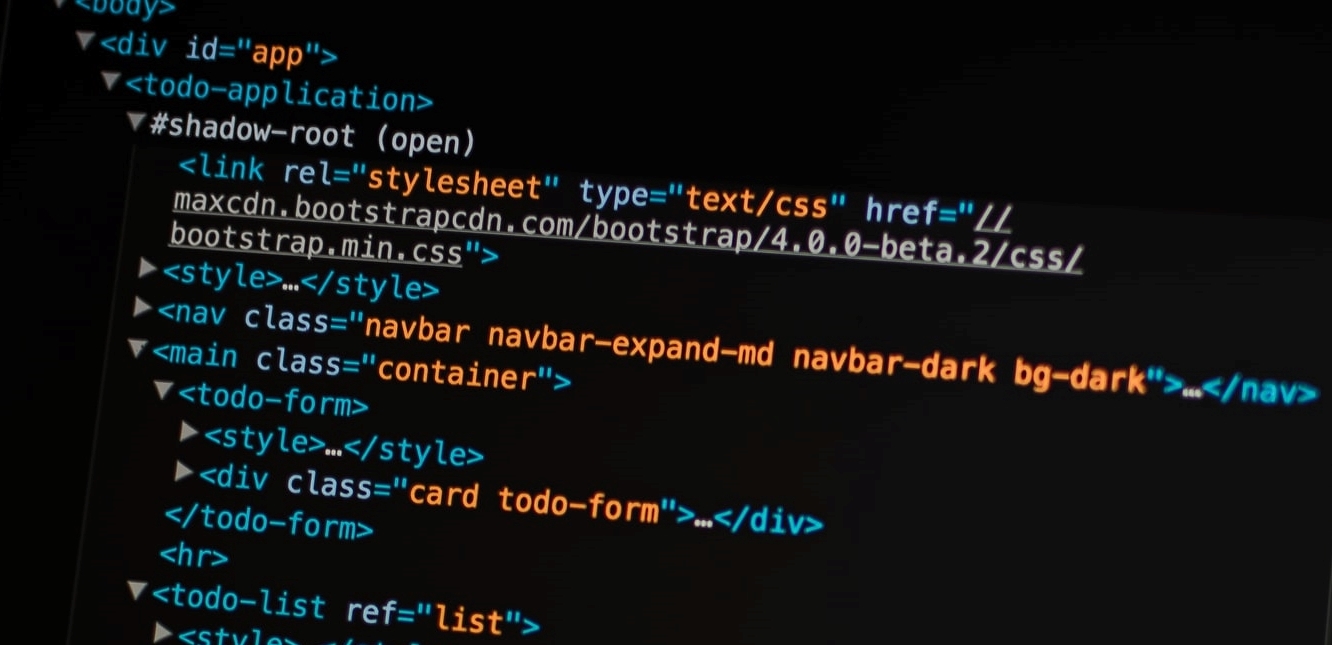 <body>
<div id="app">
<todo-application>
#shadow-root (open)
<link rel="stylesheet" type="text/css" href="//
maxcdn.bootstrapcdn.com/bootstrap/4.0.0-beta.2/css/
bootstrap.min.css">
<style>…</style>
<nav class="navbar navbar-expand-md navbar-dark bg-dark">…</nav>
<main class="container">
<todo-form>
<style>…</style>
<div class="card todo-form">…</div>
</todo-form>
<hr>
<todo-list ref="list">
<style>…</style>